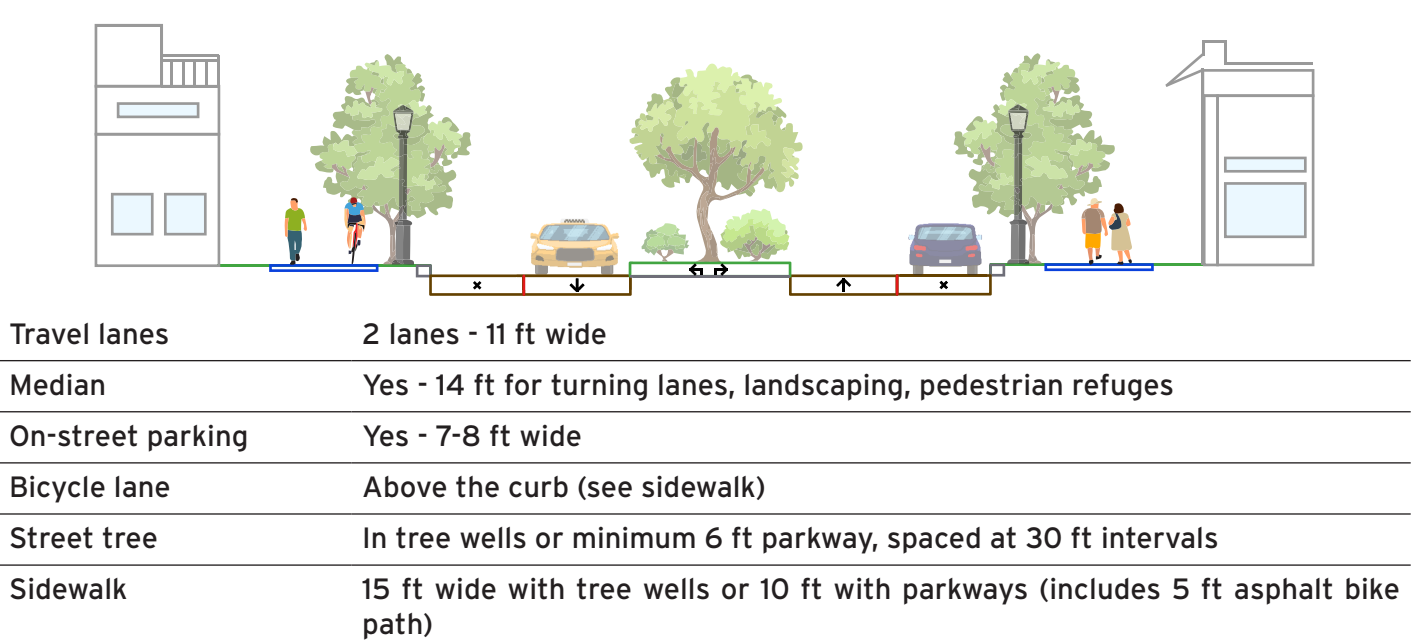 Travel lanes 2 lanes - 11 ft wide
Median Yes - 14 ft for turning lanes, landscaping, pedestrian refuges
On-street parking Yes - 7-8 ft wide
Bicycle lane Above the curb (see sidewalk)
Street tree In tree wells or minimum 6 ft parkway, spaced at 30 ft intervals
Sidewalk 15 ft wide with tree wells or 10 ft with parkways (includes 5 ft asphalt bike
path)